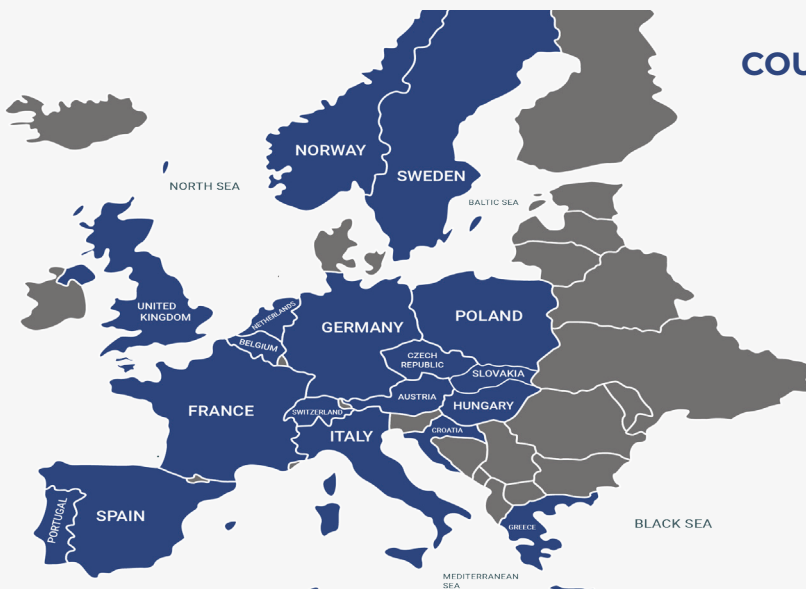 COU
NORWAY
SWEDEN
NORTH SEA
BALTIC SEA
UNITED
KINGDOM
NETHERLANDS
BELGIUM
GERMANY
POLAND
CZECH
REPUBLIC
SLOVAKIA
AUSTRIA
HUNGARY
FRANCE
SWITZERLAND
ITALY
CROATIA
PORTUGAL
SPAIN
GREECE
BLACK SEA
MEDITERRANEAN
SEA